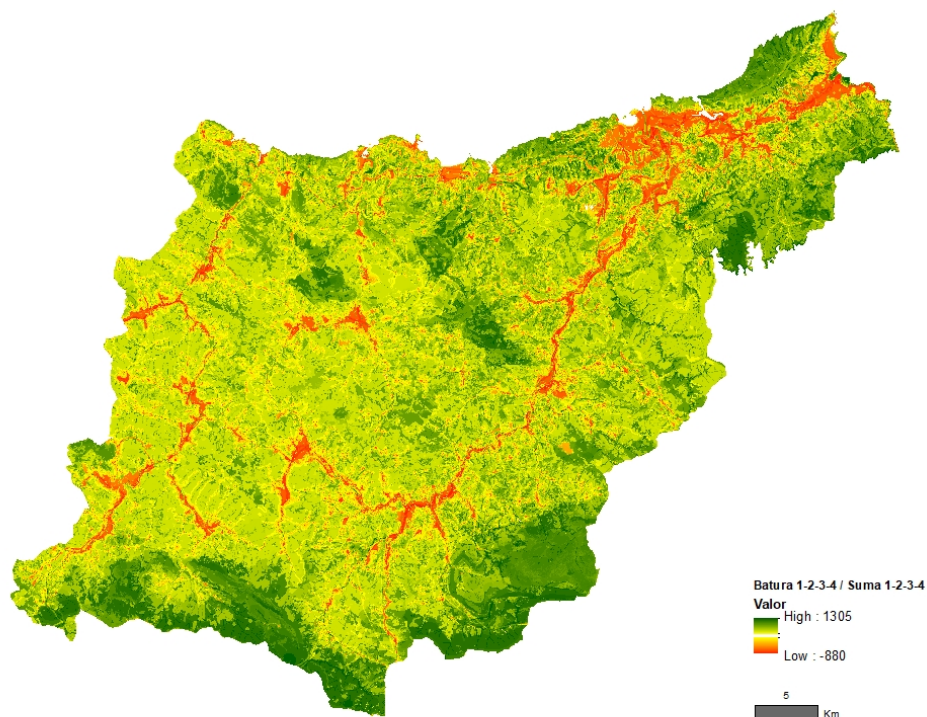 Batura 1-2-3-4 / Suma 1-2-3-4
Valor
High : 1305
Low : -880
5
Km